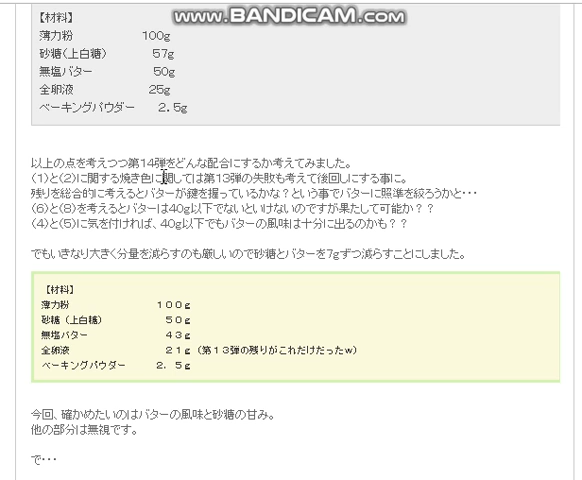 www.BANDICAM.com
【材料】
薄力粉 100g
砂糖(上白糖) 57g
無塩バター 50g
全卵液 25g
ベーキングパウダー 2.5g
以上の点を考えつつ第14弾をどんな配合にするか考えてみました。
(1)と(2)に関する焼き色に関しては第13弾の失敗も考えて後回しにする事に。
残りを総合的に考えるとバターが鍵を握っているかな？という事でバターに照準を絞ろうかと・・・
(6)と(8)を考えるとバターは40g以下でないといけないのですが果たして可能か？？
(4)と(5)に気を付ければ、40g以下でもバターの風味は十分に出るのかも？？
でもいきなり大きく分量を減らすのも厳しいので砂糖とバターを7gずつ減らすことにしました。
【材料】
薄力粉 １００ｇ
砂糖（上白糖） ５０ｇ
無塩バター ４３ｇ
全卵液 ２１ｇ（第１３弾の残りがこれだけだったｗ）
ベーキングパウダー ２．５ｇ
今回、確かめたいのはバターの風味と砂糖の甘み。
他の部分は無視です。
で・・・